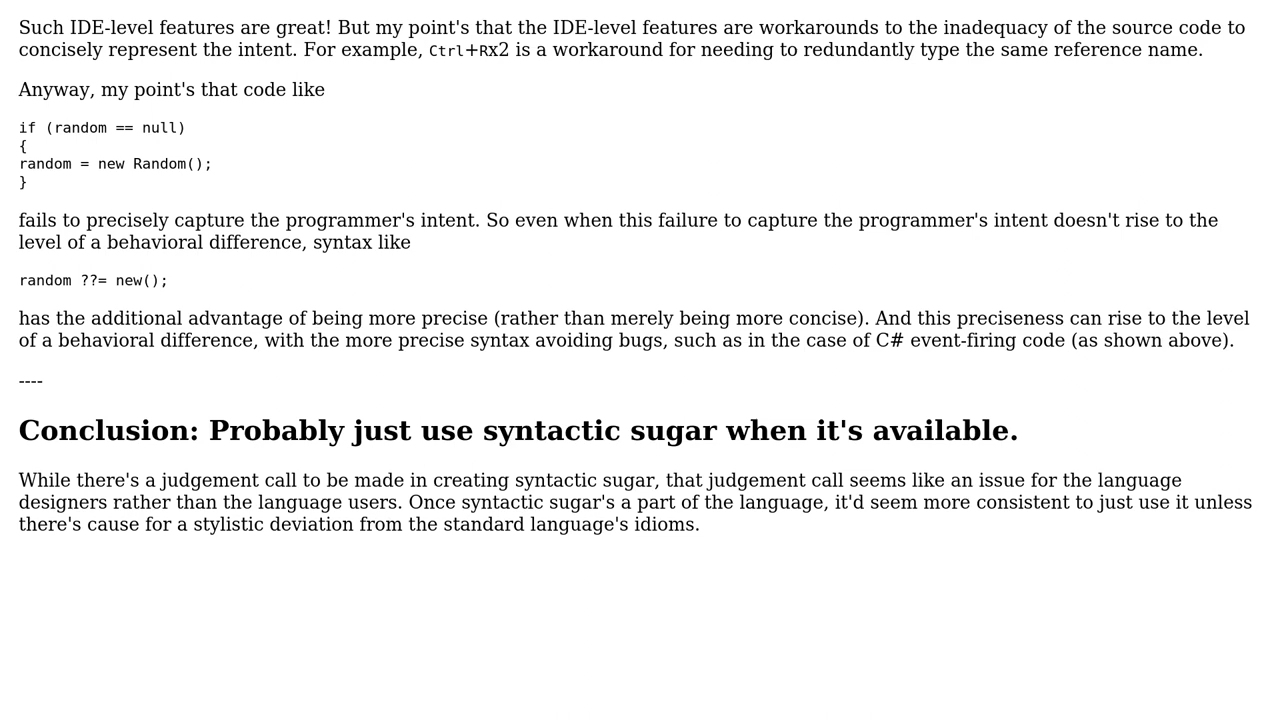 Such IDE-level features are great! But my point's that the IDE-level features are workarounds to the inadequacy of the source code to
concisely represent the intent. For example, Ctrl+Rx2 is a workaround for needing to redundantly type the same reference name.
Anyway, my point's that code like
if (random == null)
{
random = new Random();
}
fails to precisely capture the programmer's intent. So even when this failure to capture the programmer's intent doesn't rise to the
level of a behavioral difference, syntax like
random ??= new();
has the additional advantage of being more precise (rather than merely being more concise). And this preciseness can rise to the level
of a behavioral difference, with the more precise syntax avoiding bugs, such as in the case of C# event-firing code (as shown above).
----
Conclusion: Probably just use syntactic sugar when it's available.
While there's a judgement call to be made in creating syntactic sugar, that judgement call seems like an issue for the language
designers rather than the language users. Once syntactic sugar's a part of the language, it'd seem more consistent to just use it unless
there's cause for a stylistic deviation from the standard language's idioms.